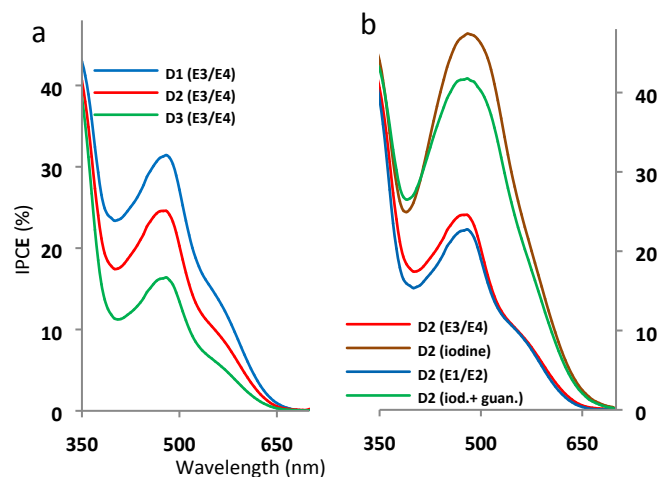 a
D1 (E3/E4)
D2 (E3/E4)
D3 (E3/E4)
40
30
20
10
0
IPCE (%)
350 500 650
Wavelength (nm)
b
D2 (E3/E4)
D2 (iodine)
D2 (E1/E2)
D2 (iod.+ guan.)
40
30
20
10
0
350 500 650